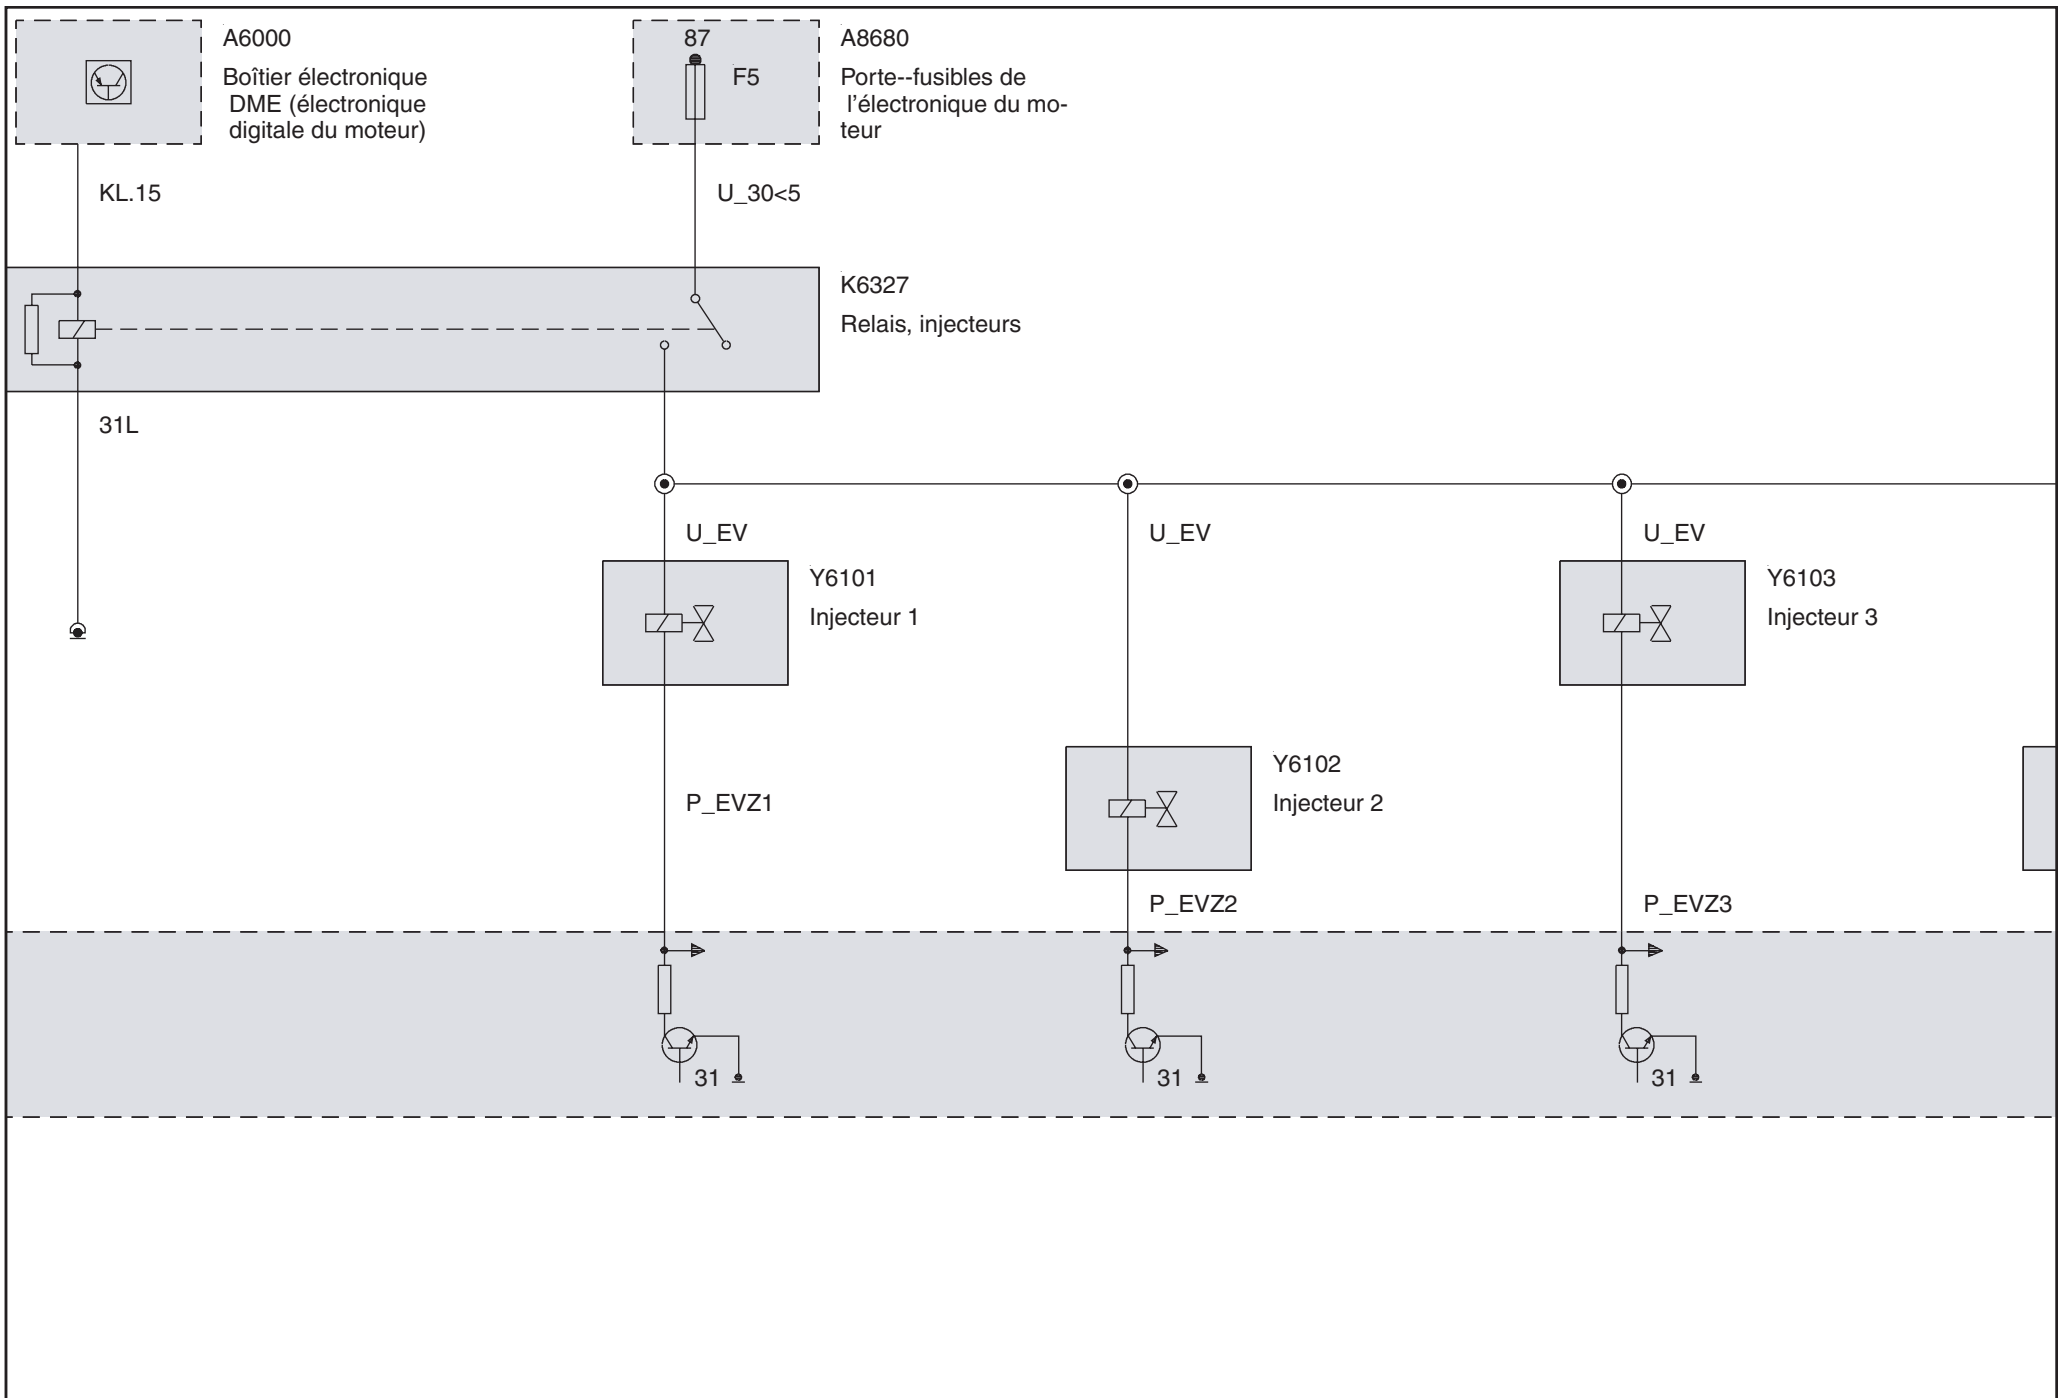 A6000
Boîtier électronique
DME (électronique
digitale du moteur)
87
F5
A8680
Porte--fusibles de
l'électronique du mo-
teur
KL.15
U_30<5
K6327
Relais, injecteurs
31L
U_EV
U_EV
U_EV
Y6101
Injecteur 1
Y6103
Injecteur 3
Y6102
Injecteur 2
P_EVZ1
P_EVZ2
P_EVZ3
31
31
31